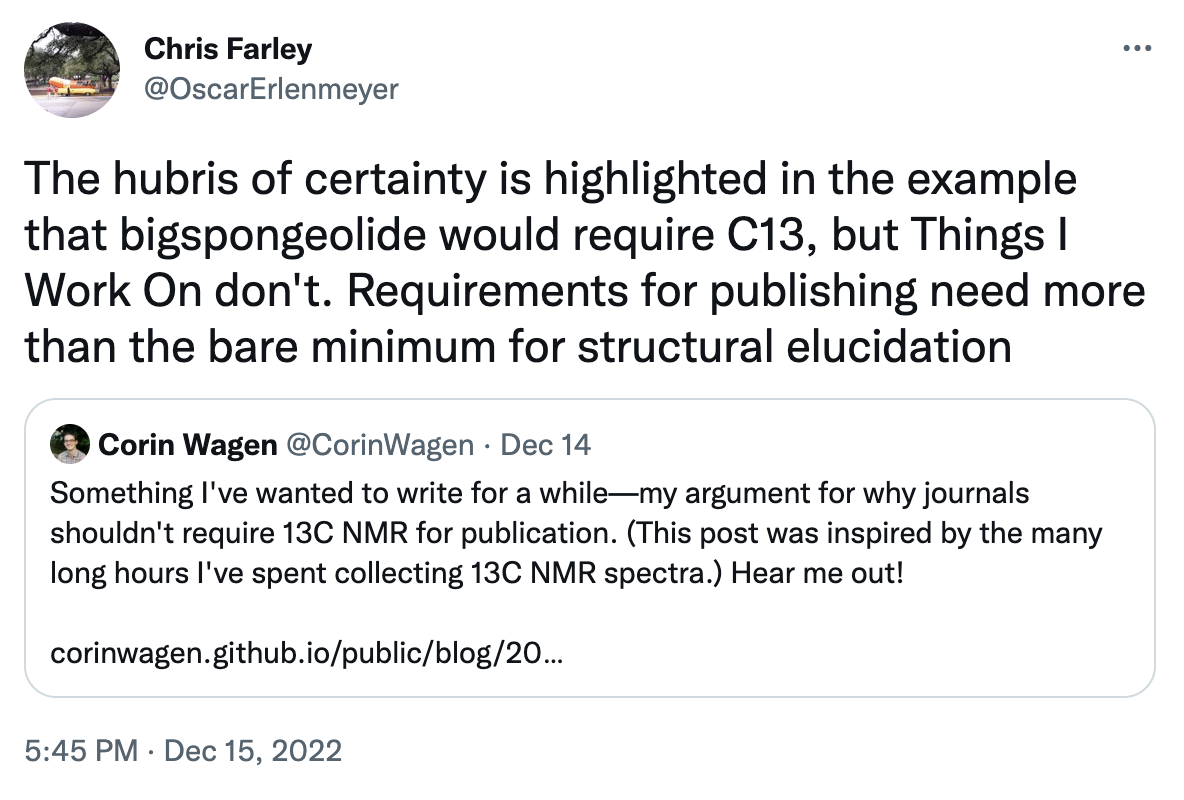 Chris Farley
@OscarErlenmeyer
The hubris of certainty is highlighted in the example
that bigspongeolide would require C13, but Things I
Work On don't. Requirements for publishing need more
than the bare minimum for structural elucidation
Corin Wagen @CorinWagen · Dec 14
Something I've wanted to write for a while—my argument for why journals
shouldn't require 13C NMR for publication. (This post was inspired by the many
long hours I've spent collecting 13C NMR spectra.) Hear me out!
corinwagen.github.io/public/blog/20…
5:45 PM · Dec 15, 2022